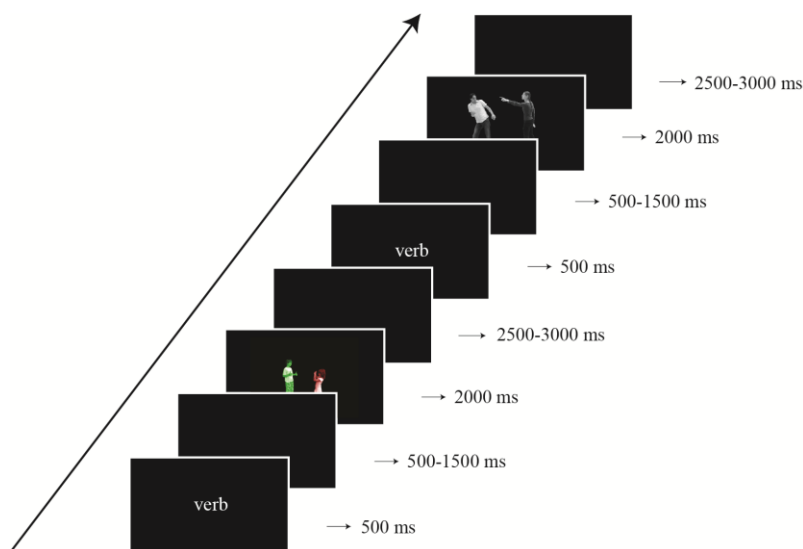 → 2500-3000 ms
→ 2000 ms
→ 500-1500 ms
verb
→ 500 ms
→ 2500-3000 ms
→ 2000 ms
→ 500-1500 ms
verb
→ 500 ms